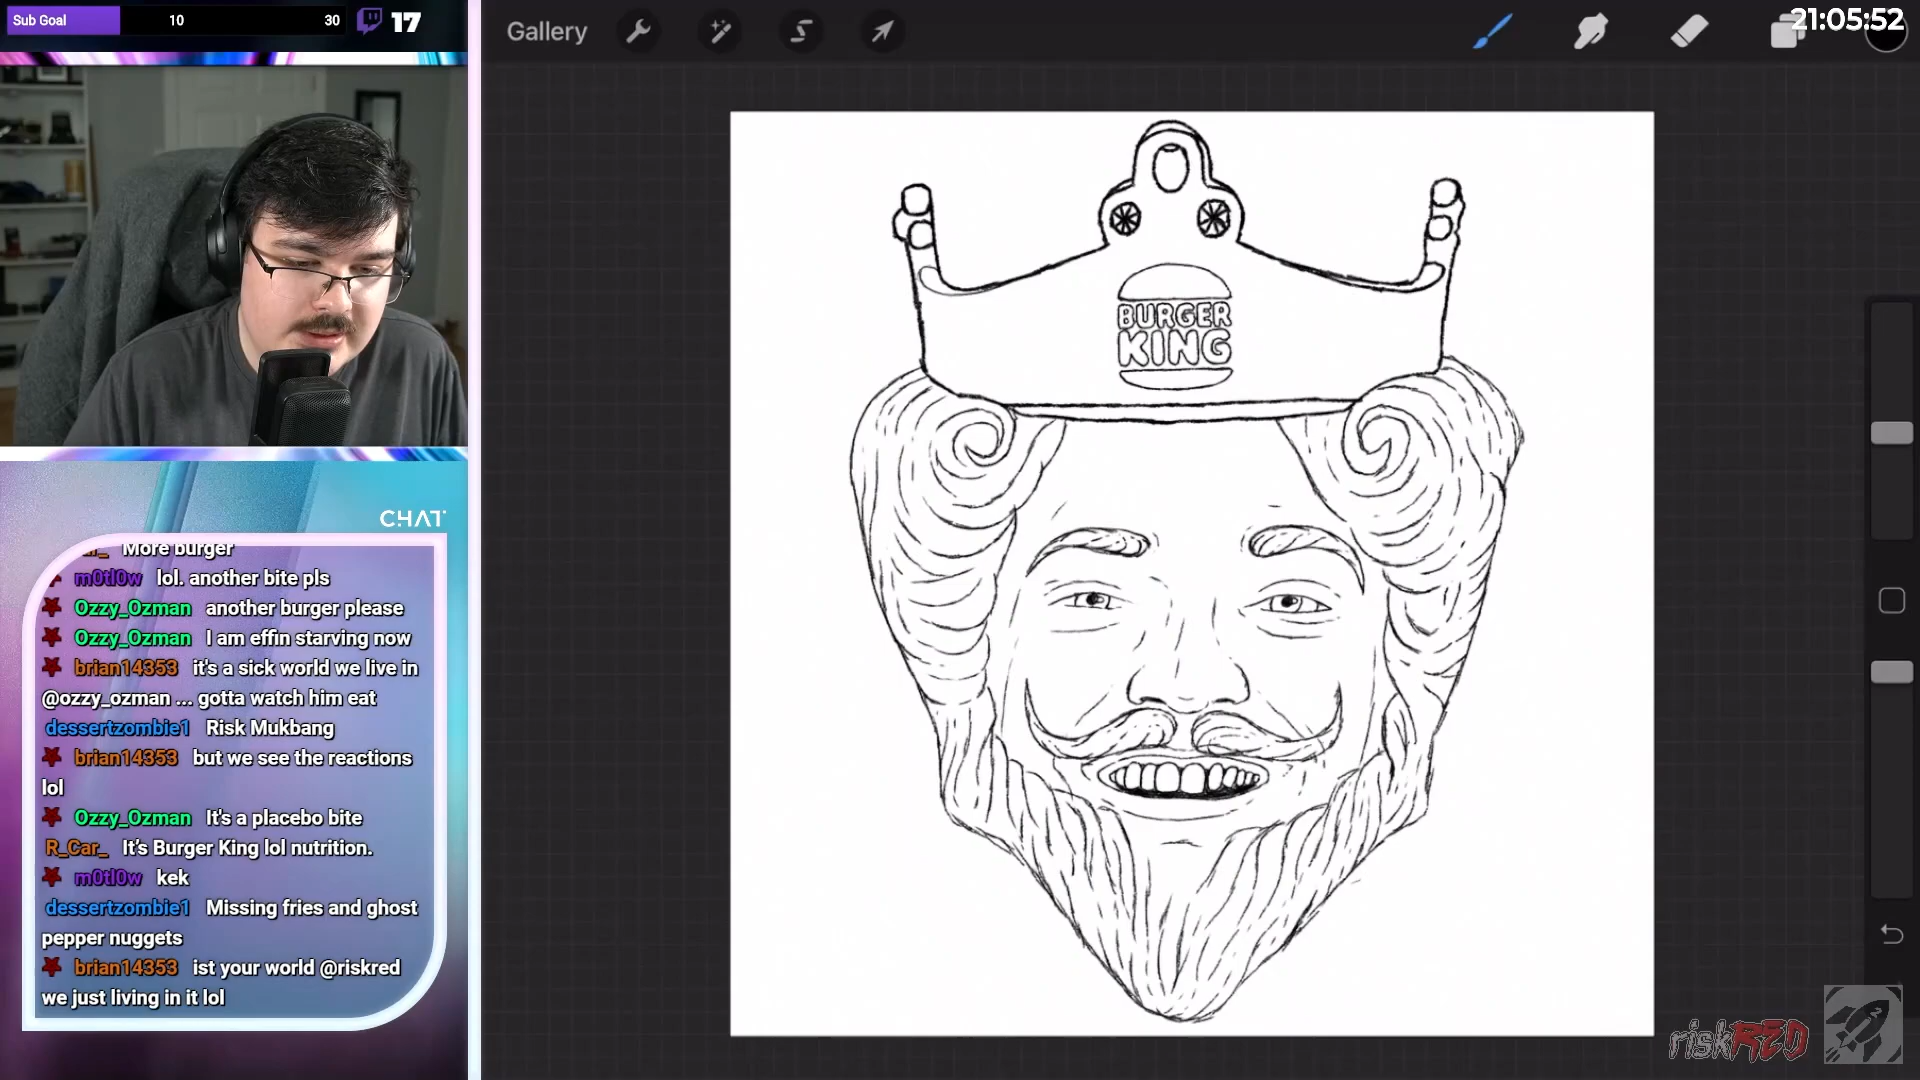 Sub Goal 10 30 17
Gallery
21:05:52
BURGER
KING
CHAT
More burger
m0tl0w lol. another bite pls
Ozzy_Ozman another burger please
Ozzy_Ozman I am effin starving now
brian14353 it's a sick world we live in
@ozzy_ozman ... gotta watch him eat
dessertzombie1 Risk Mukbang
brian14353 but we see the reactions
lol
Ozzy_Ozman It's a placebo bite
R_Car_ It's Burger King lol nutrition.
m0tl0w kek
dessertzombie1 Missing fries and ghost
pepper nuggets
brian14353 ist your world @riskred
we just living in it lol
riskRED